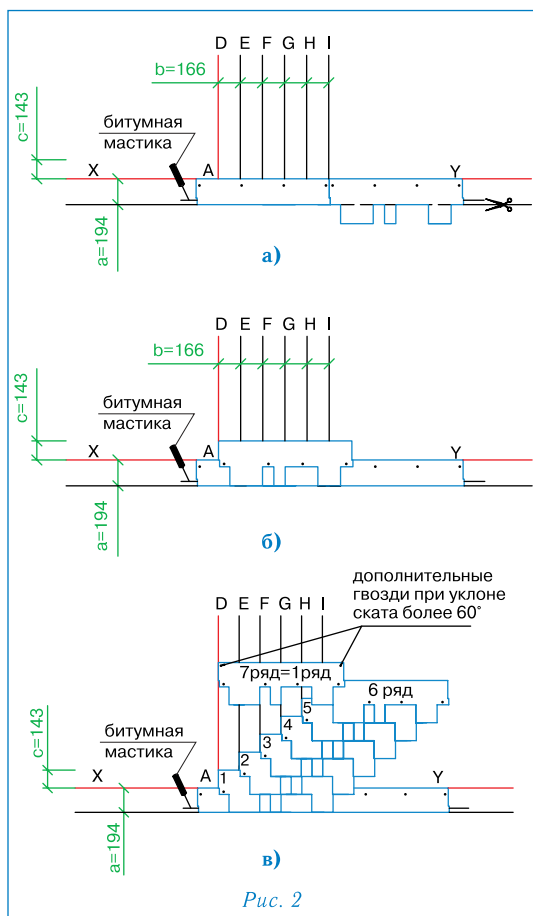 D E F G H I
b=166
c=143
битумная
мастика
X A Y
a=194
а)
D E F G H I
b=166
c=143
битумная
мастика
X A Y
a=194
б)
дополнительные
гвозди при уклоне
ската более 60°
D E F G H I
7ряд=1ряд
6 ряд
5
4
3
2
1
c=143
битумная
мастика
X A Y
a=194
в)
Рис. 2